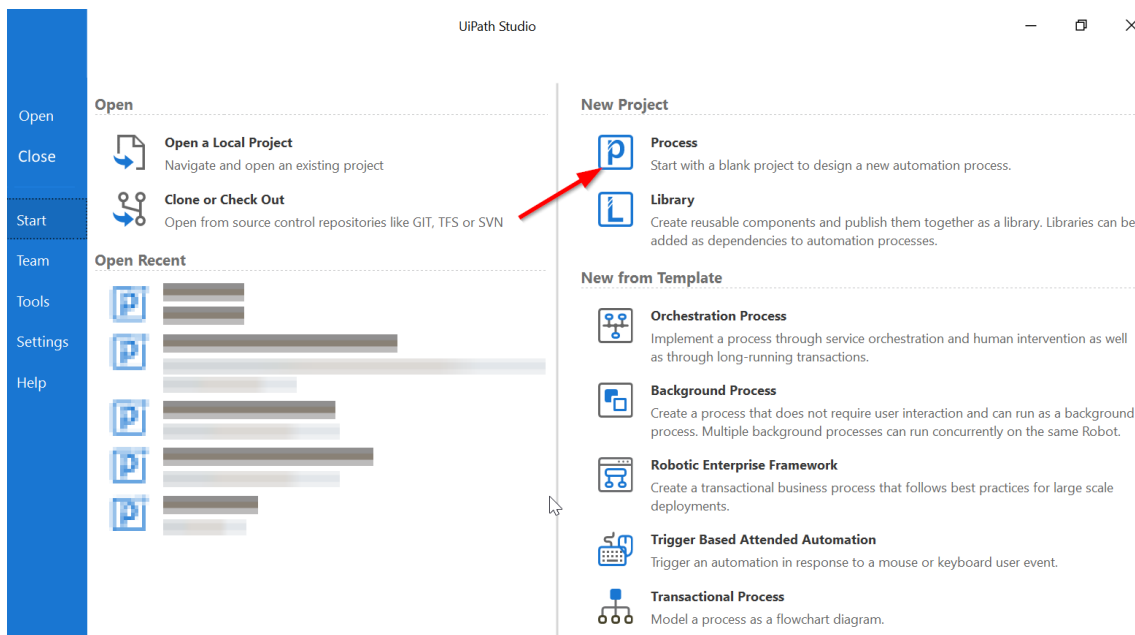 UiPath Studio
Open
Close
Start
Team
Tools
Settings
Help
Open
Open a Local Project
Navigate and open an existing project
Clone or Check Out
Open from source control repositories like GIT, TFS or SVN
Open Recent
New Project
Process
Start with a blank project to design a new automation process.
Library
Create reusable components and publish them together as a library. Libraries can be
added as dependencies to automation processes.
New from Template
Orchestration Process
Implement a process through service orchestration and human intervention as well
as through long-running transactions.
Background Process
Create a process that does not require user interaction and can run as a background
process. Multiple background processes can run concurrently on the same Robot.
Robotic Enterprise Framework
Create a transactional business process that follows best practices for large scale
deployments.
Trigger Based Attended Automation
Trigger an automation in response to a mouse or keyboard user event.
Transactional Process
Model a process as a flowchart diagram.